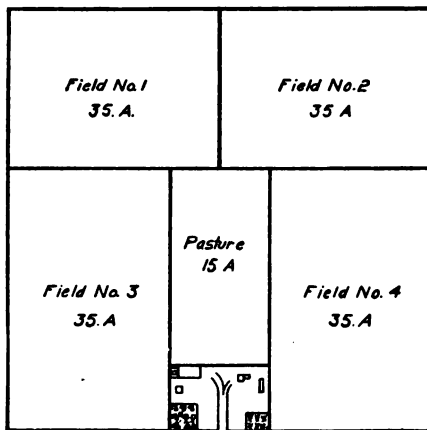 Field No.1
35. A.
Field No.2
35 A
Pasture
15 A
Field No. 3
35. A
Field No. 4
35. A